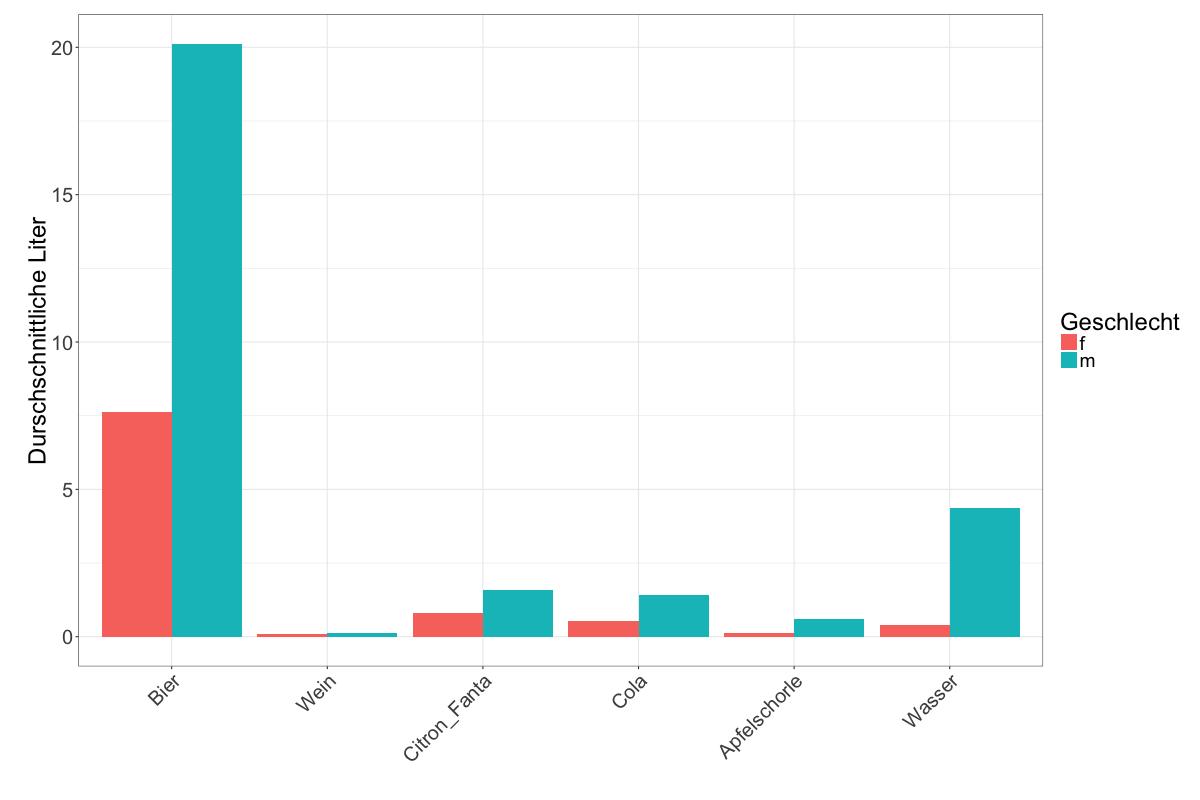 Durschschnittliche Liter
20
15
10
5
0
Bier
Wein
Citron_Fanta
Cola
Apfelschorle
Wasser
Geschlecht
f
m